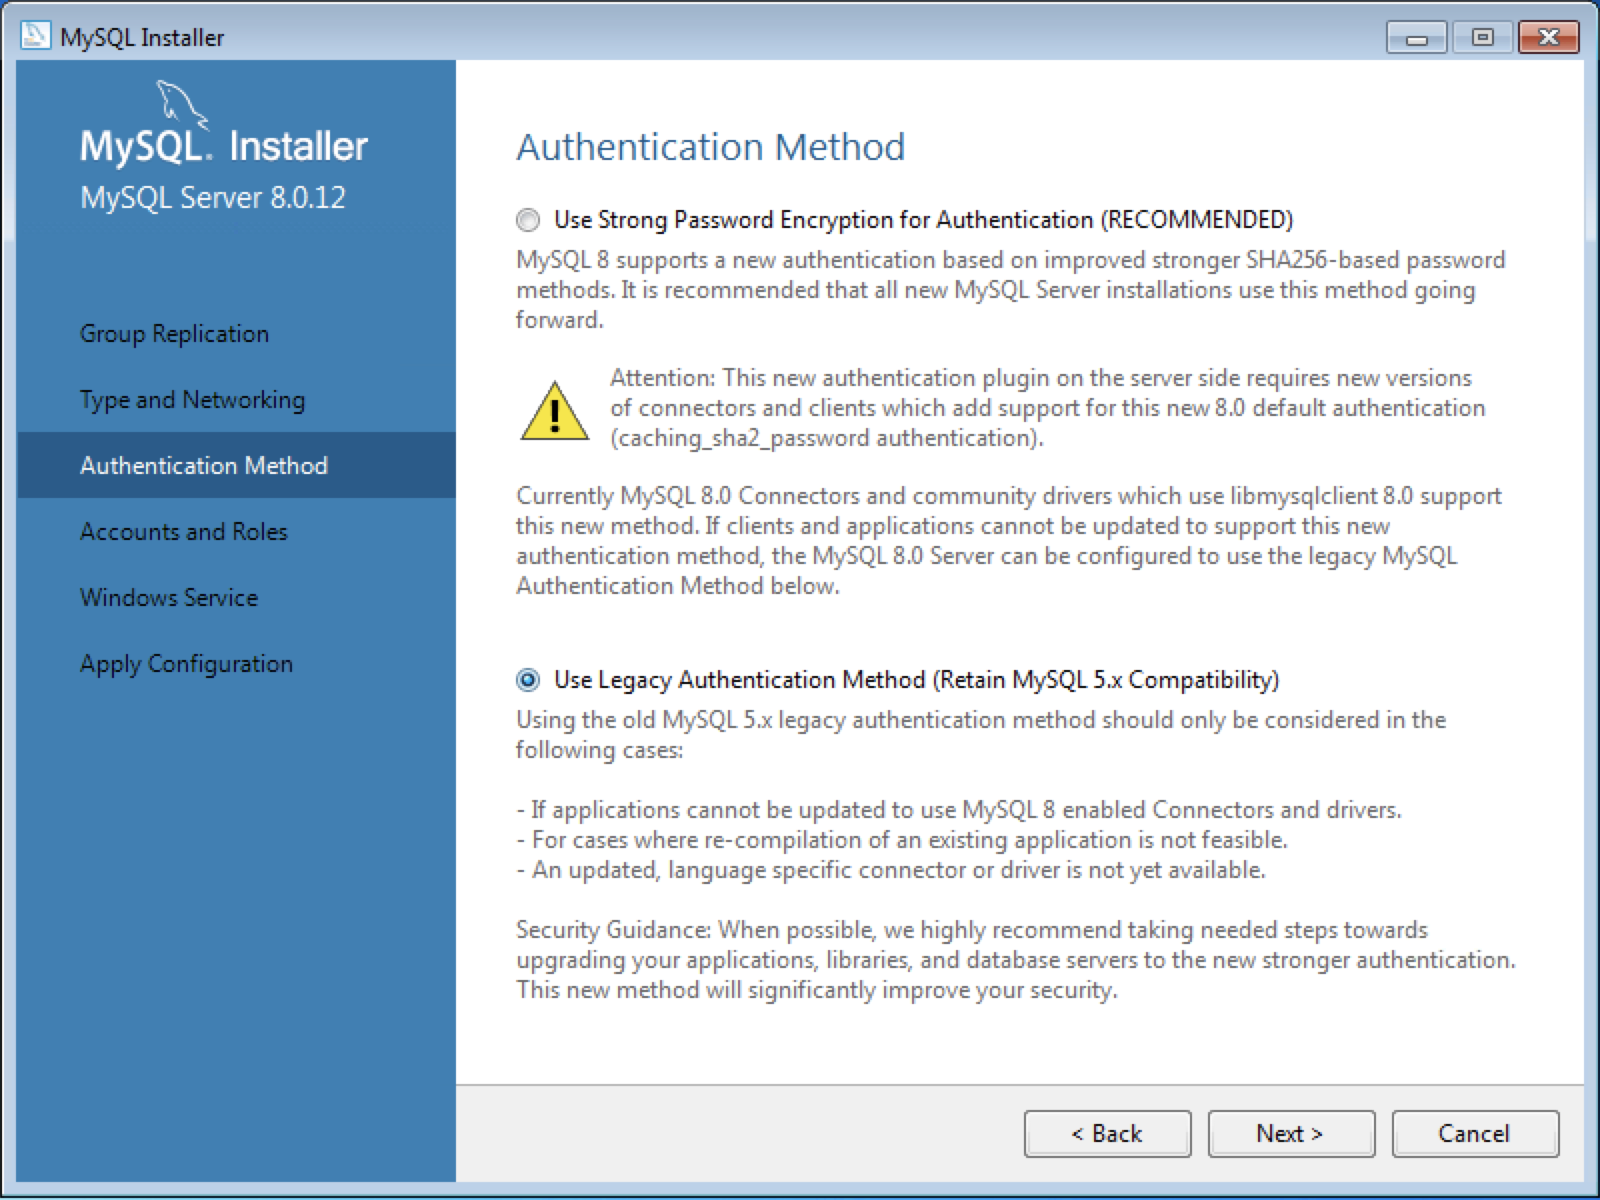 MySQL Installer
MySQL. Installer
MySQL Server 8.0.12
Group Replication
Type and Networking
Authentication Method
Accounts and Roles
Windows Service
Apply Configuration
Authentication Method
Use Strong Password Encryption for Authentication (RECOMMENDED)
MySQL 8 supports a new authentication based on improved stronger SHA256-based password
methods. It is recommended that all new MySQL Server installations use this method going
forward.
Attention: This new authentication plugin on the server side requires new versions
of connectors and clients which add support for this new 8.0 default authentication
(caching_sha2_password authentication).
Currently MySQL 8.0 Connectors and community drivers which use libmysqlclient 8.0 support
this new method. If clients and applications cannot be updated to support this new
authentication method, the MySQL 8.0 Server can be configured to use the legacy MySQL
Authentication Method below.
Use Legacy Authentication Method (Retain MySQL 5.x Compatibility)
Using the old MySQL 5.x legacy authentication method should only be considered in the
following cases:
- If applications cannot be updated to use MySQL 8 enabled Connectors and drivers.
- For cases where re-compilation of an existing application is not feasible.
- An updated, language specific connector or driver is not yet available.
Security Guidance: When possible, we highly recommend taking needed steps towards
upgrading your applications, libraries, and database servers to the new stronger authentication.
This new method will significantly improve your security.
< Back
Next >
Cancel